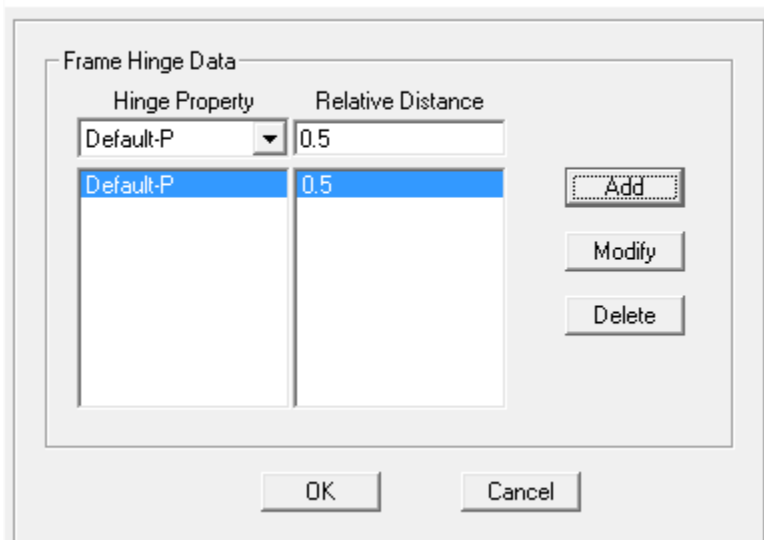 Frame Hinge Data
Hinge Property Relative Distance
Default-P 0.5
Default-P 0.5
Add
Modify
Delete
OK Cancel